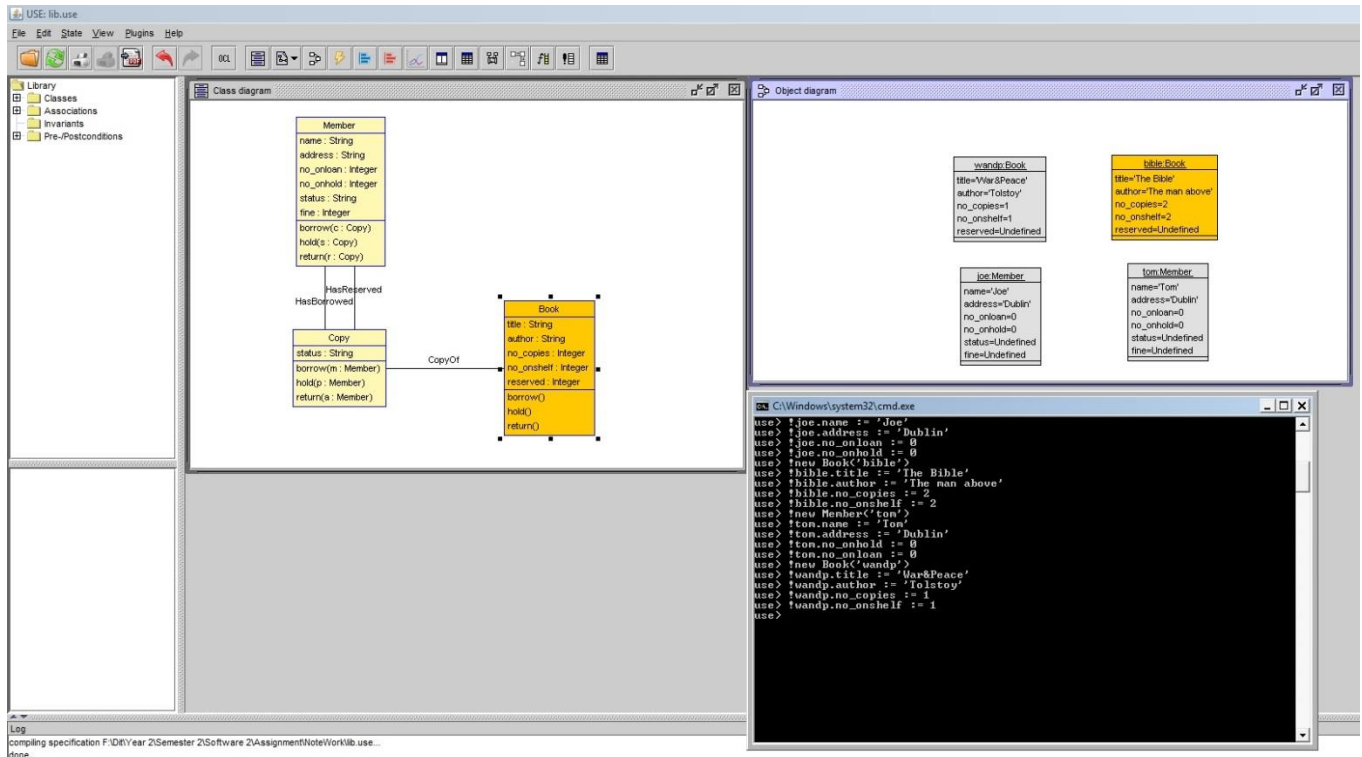 USE: lib.use
File Edit State View Plugins Help
OCL
Library
Classes
Associations
Invariants
Pre-/Postconditions
Class diagram
Member
name : String
address : String
no_onloan : Integer
no_onhold : Integer
status : String
fine : Integer
borrow(c : Copy)
hold(s : Copy)
return(r : Copy)
HasReserved
HasBorrowed
Copy
status : String
borrow(m : Member)
hold(p : Member)
return(a : Member)
CopyOf
Book
title : String
author : String
no_copies : Integer
no_onshelf : Integer
reserved : Integer
borrow()
hold()
return()
Object diagram
wandp:Book
title='War&Peace'
author='Tolstoy'
no_copies=1
no_onshelf=1
reserved=Undefined
bible:Book
title='The Bible'
author='The man above'
no_copies=2
no_onshelf=2
reserved=Undefined
joe:Member
name='Joe'
address='Dublin'
no_onloan=0
no_onhold=0
status=Undefined
fine=Undefined
tom:Member
name='Tom'
address='Dublin'
no_onloan=0
no_onhold=0
status=Undefined
fine=Undefined
C:\Windows\system32\cmd.exe
use> !joe.name := 'Joe'
use> !joe.address := 'Dublin'
use> !joe.no_onloan := 0
use> !joe.no_onhold := 0
use> !new Book('bible')
use> !bible.title := 'The Bible'
use> !bible.author := 'The man above'
use> !bible.no_copies := 2
use> !bible.no_onshelf := 2
use> !new Member('tom')
use> !tom.name := 'Tom'
use> !tom.address := 'Dublin'
use> !tom.no_onhold := 0
use> !tom.no_onloan := 0
use> !new Book('wandp')
use> !wandp.title := 'War&Peace'
use> !wandp.author := 'Tolstoy'
use> !wandp.no_copies := 1
use> !wandp.no_onshelf := 1
use>
Log
compiling specification F:\Dit\Year 2\Semester 2\Software 2\Assignment\NoteWork\lib.use...
done.